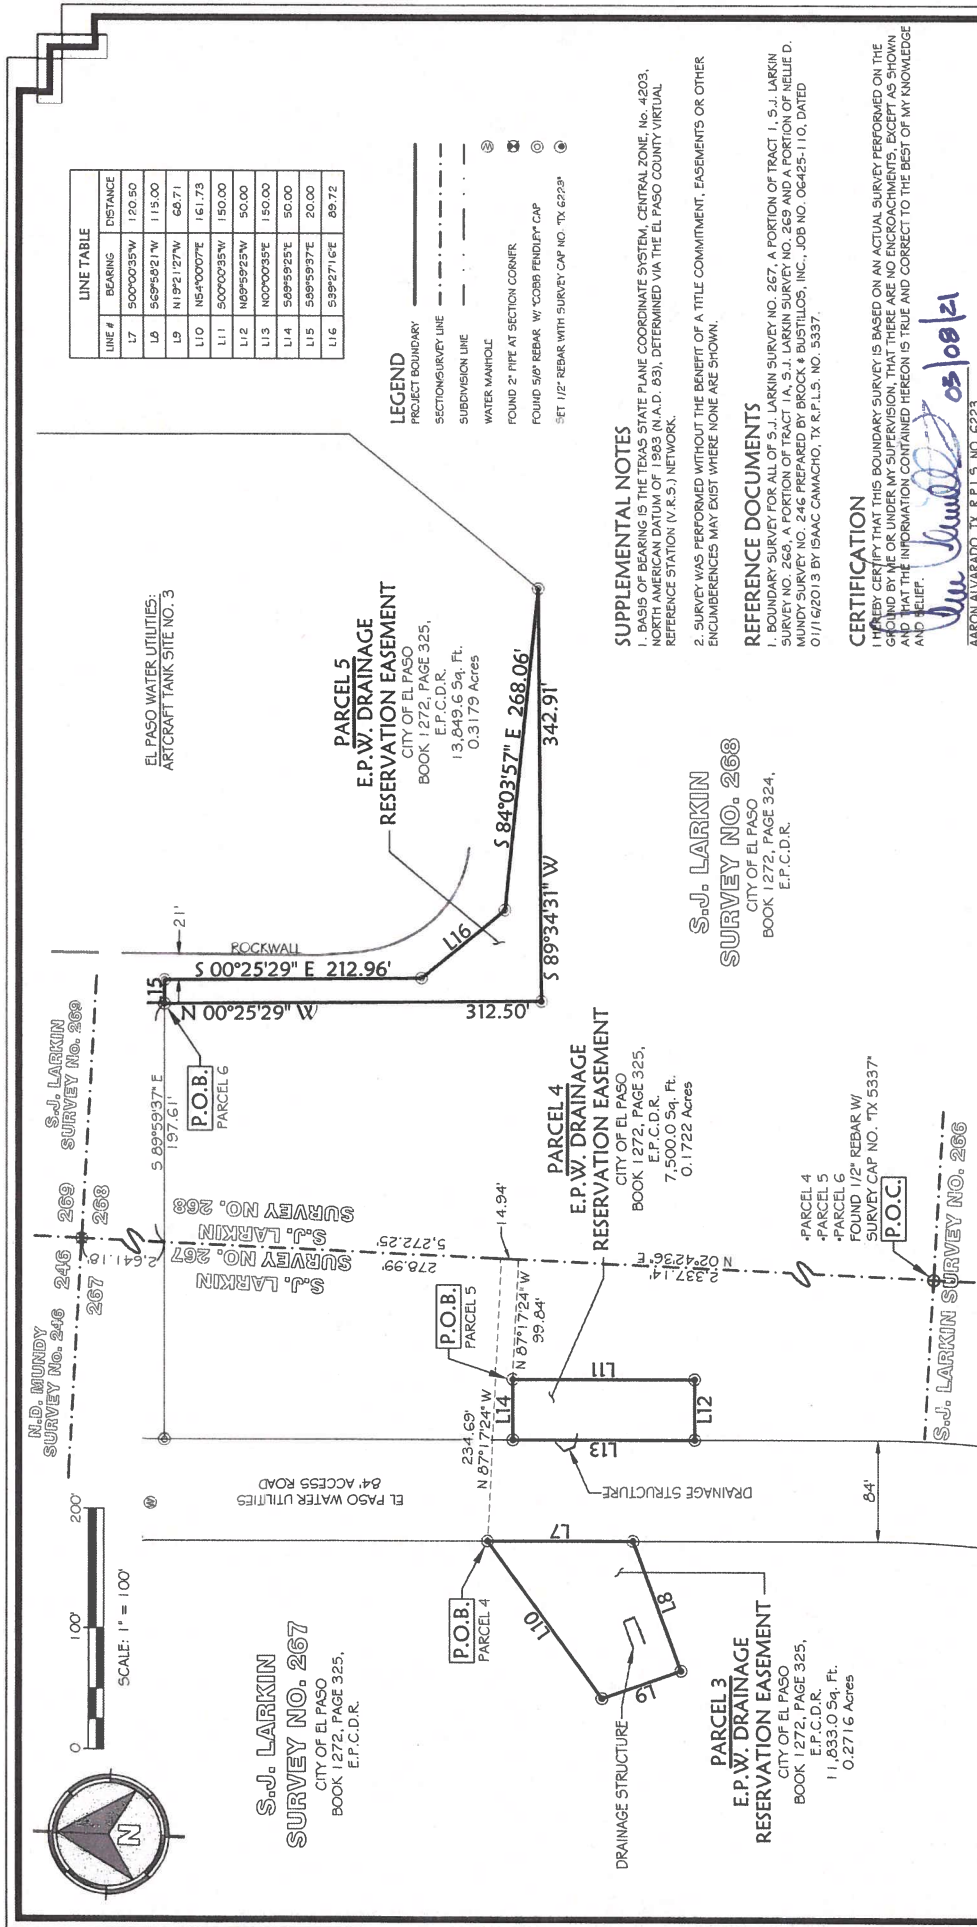 N
0
100'
200'
SCALE: 1" = 100'
S.J. LARKIN
SURVEY NO. 267
CITY OF EL PASO
BOOK 1272, PAGE 325,
E.P.C.D.R.
N.D. MUNDY
SURVEY No. 246
246
269
267
268
S.J. LARKIN
SURVEY No. 269
2,641.18'
S 89°59'37" E
197.61'
P.O.B.
PARCEL 6
L15
21'
ROCKWALL
S 00°25'29" E 212.96'
N 00°25'29" W
312.50'
L16
S 84°03'57" E 268.06'
S 89°34'31" W
342.91'
EL PASO WATER UTILITIES:
ARTCRAFT TANK SITE NO. 3
PARCEL 5
E.P.W. DRAINAGE
RESERVATION EASEMENT
CITY OF EL PASO
BOOK 1272, PAGE 325,
E.P.C.D.R.
13,849.6 Sq. Ft.
0.3179 Acres
EL PASO WATER UTILITIES
84' ACCESS ROAD
S.J. LARKIN
SURVEY NO. 267
S.J. LARKIN
SURVEY NO. 268
278.99'
5,272.25'
14.94'
P.O.B.
PARCEL 4
234.69'
N 87°17'24" W
P.O.B.
PARCEL 5
N 87°17'24" W
99.84'
L7
L8
L9
L10
L11
L12
L13
L14
DRAINAGE STRUCTURE
DRAINAGE STRUCTURE
84'
PARCEL 3
E.P.W. DRAINAGE
RESERVATION EASEMENT
CITY OF EL PASO
BOOK 1272, PAGE 325,
E.P.C.D.R.
11,833.0 Sq. Ft.
0.2716 Acres
PARCEL 4
E.P.W. DRAINAGE
RESERVATION EASEMENT
CITY OF EL PASO
BOOK 1272, PAGE 325,
E.P.C.D.R.
7,500.0 Sq. Ft.
0.1722 Acres
N 02°42'36" E
2,337.14'
•PARCEL 4
•PARCEL 5
•PARCEL 6
FOUND 1/2" REBAR W/
SURVEY CAP NO. "TX 5337"
P.O.C.
S.J. LARKIN SURVEY NO. 266
S.J. LARKIN
SURVEY NO. 268
CITY OF EL PASO
BOOK 1272, PAGE 324,
E.P.C.D.R.
LINE TABLE
LINE # BEARING DISTANCE
L7 S00°00'35"W 120.50
L8 S69°58'21"W 115.00
L9 N19°21'27"W 68.71
L10 N54°00'07"E 161.73
L11 S00°00'35"W 150.00
L12 N89°59'25"W 50.00
L13 N00°00'35"E 150.00
L14 S89°59'25"E 50.00
L15 S89°59'37"E 20.00
L16 S39°27'16"E 89.72
LEGEND
PROJECT BOUNDARY
SECTION/SURVEY LINE
SUBDIVISION LINE
WATER MANHOLE
FOUND 2" PIPE AT SECTION CORNER
FOUND 5/8" REBAR W/"COBB FENDLEY" CAP
SET 1/2" REBAR WITH SURVEY CAP NO. "TX 6223"
SUPPLEMENTAL NOTES
1. BASIS OF BEARING IS THE TEXAS STATE PLANE COORDINATE SYSTEM, CENTRAL ZONE, No. 4203,
NORTH AMERICAN DATUM OF 1983 (N.A.D. 83), DETERMINED VIA THE EL PASO COUNTY VIRTUAL
REFERENCE STATION (V.R.S.) NETWORK.
2. SURVEY WAS PERFORMED WITHOUT THE BENEFIT OF A TITLE COMMITMENT, EASEMENTS OR OTHER
ENCUMBERENCES MAY EXIST WHERE NONE ARE SHOWN.
REFERENCE DOCUMENTS
1. BOUNDARY SURVEY FOR ALL OF S.J. LARKIN SURVEY NO. 267, A PORTION OF TRACT 1, S.J. LARKIN
SURVEY NO. 268, A PORTION OF TRACT 1A, S.J. LARKIN SURVEY NO. 269 AND A PORTION OF NELLIE D.
MUNDY SURVEY NO. 246 PREPARED BY BROCK & BUSTILLOS, INC., JOB NO. 06425-110, DATED
01/16/2013 BY ISAAC CAMACHO, TX R.P.L.S. NO. 5337.
CERTIFICATION
I HEREBY CERTIFY THAT THIS BOUNDARY SURVEY IS BASED ON AN ACTUAL SURVEY PERFORMED ON THE
GROUND BY ME OR UNDER MY SUPERVISION, THAT THERE ARE NO ENCROACHMENTS, EXCEPT AS SHOWN
AND THAT THE INFORMATION CONTAINED HEREON IS TRUE AND CORRECT TO THE BEST OF MY KNOWLEDGE
AND BELIEF.
03/08/21
AARON ALVARADO, TX R.P.L.S. NO. 6223